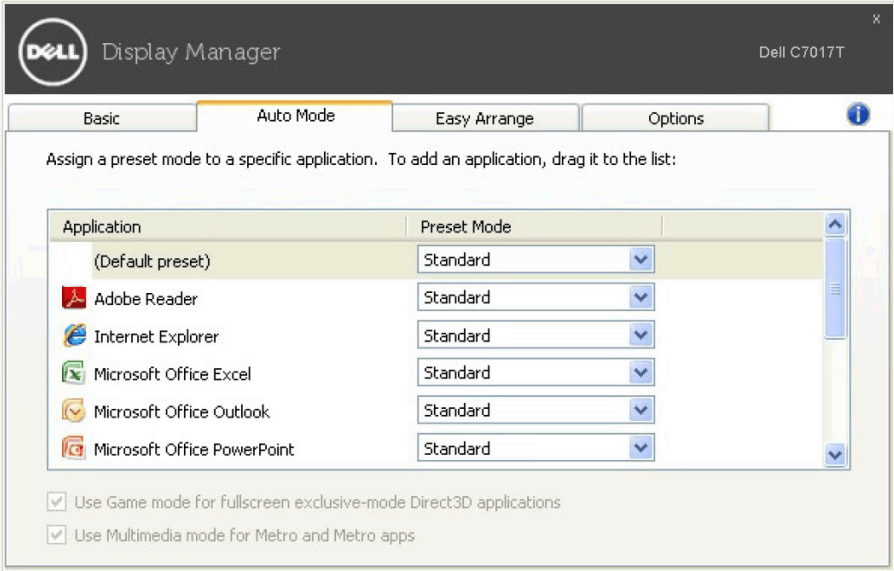 DELL Display Manager
x
Dell C7017T
Basic Auto Mode Easy Arrange Options i
Assign a preset mode to a specific application. To add an application, drag it to the list:
Application Preset Mode
(Default preset) Standard
Adobe Reader Standard
Internet Explorer Standard
Microsoft Office Excel Standard
Microsoft Office Outlook Standard
Microsoft Office PowerPoint Standard
Use Game mode for fullscreen exclusive-mode Direct3D applications
Use Multimedia mode for Metro and Metro apps